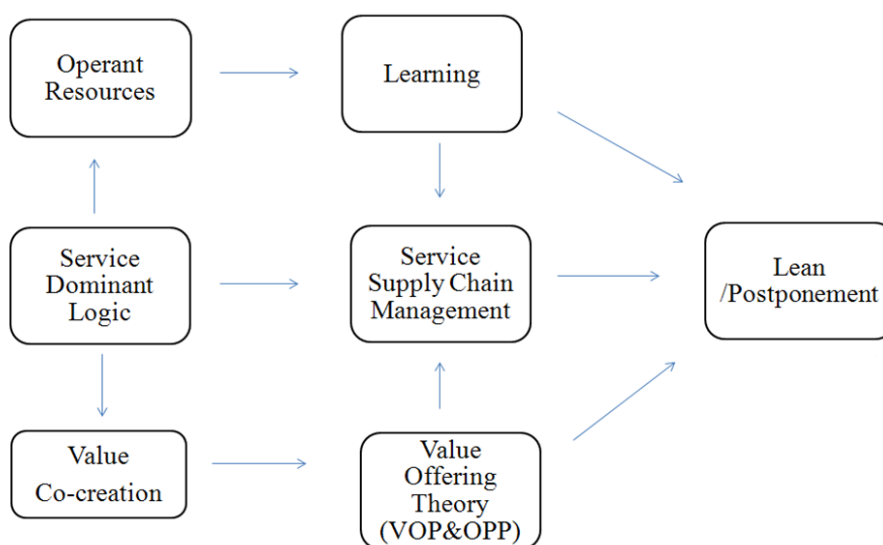 Operant
Resources
Learning
Service
Dominant
Logic
Service
Supply Chain
Management
Lean
/Postponement
Value
Co-creation
Value
Offering
Theory
(VOP&OPP)